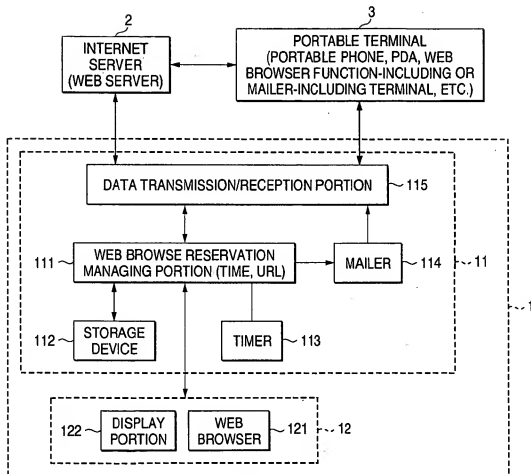 2
3
INTERNET
SERVER
(WEB SERVER)
PORTABLE TERMINAL
(PORTABLE PHONE, PDA, WEB
BROWSER FUNCTION-INCLUDING OR
MAILER-INCLUDING TERMINAL, ETC.)
DATA TRANSMISSION/RECEPTION PORTION
115
111
WEB BROWSE RESERVATION
MANAGING PORTION (TIME, URL)
MAILER
114
11
1
112
STORAGE
DEVICE
TIMER
113
122
DISPLAY
PORTION
WEB
BROWSER
121
12